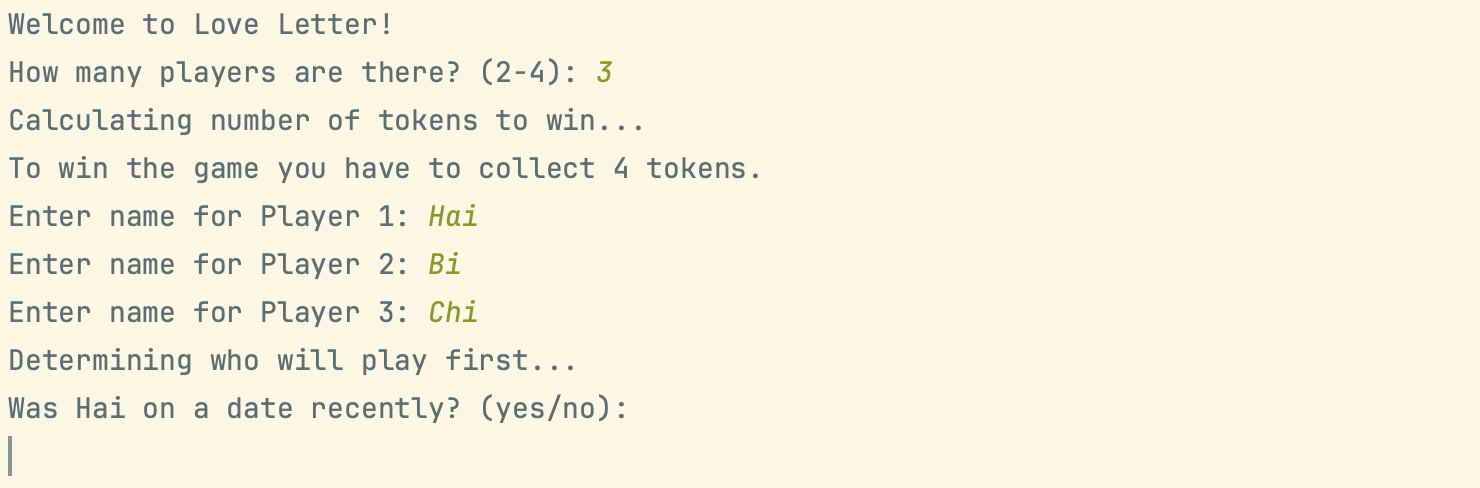 Welcome to Love Letter!
How many players are there? (2-4): 3
Calculating number of tokens to win...
To win the game you have to collect 4 tokens.
Enter name for Player 1: Hai
Enter name for Player 2: Bi
Enter name for Player 3: Chi
Determining who will play first...
Was Hai on a date recently? (yes/no):